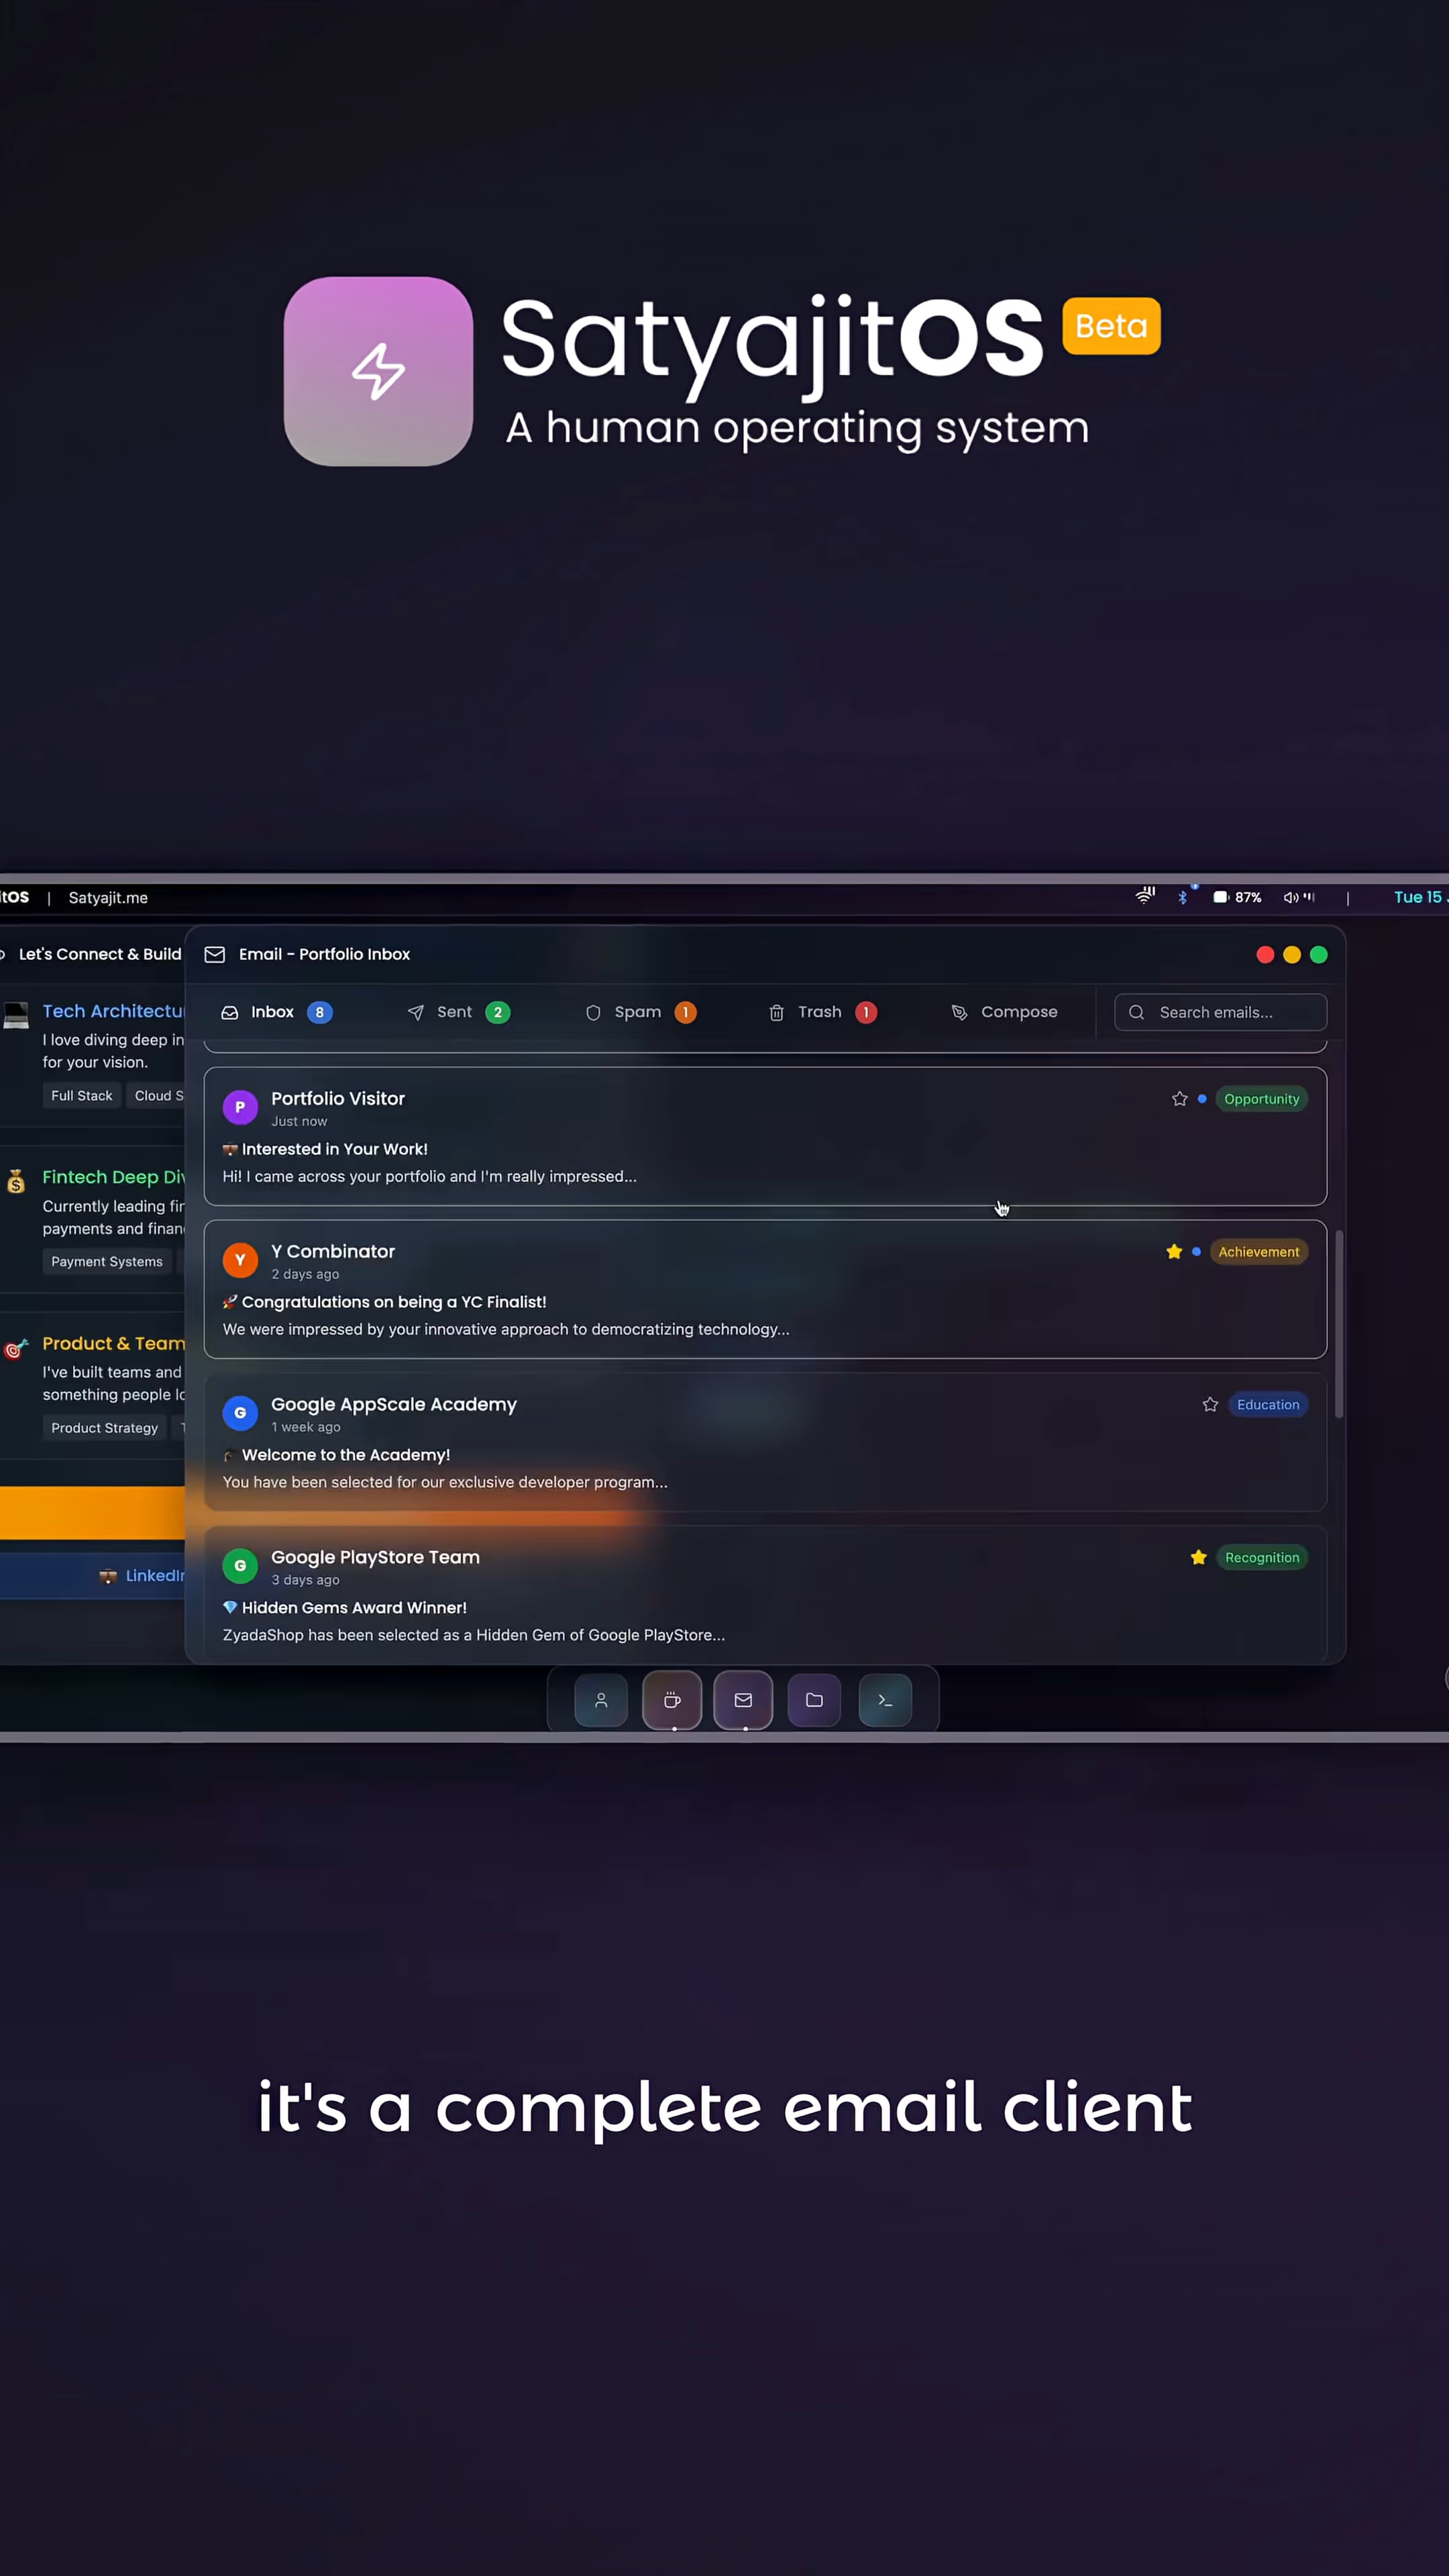 SatyajitOS Beta
A human operating system
itOS | Satyajit.me
87%
Tue 15
Let's Connect & Build
Tech Architectu
I love diving deep in
for your vision.
Full Stack
Cloud S
Fintech Deep Div
Currently leading fin
payments and financ
Payment Systems
Product & Team
I've built teams and
something people lo
Product Strategy
T
LinkedIn
Email - Portfolio Inbox
Inbox 8
Sent 2
Spam 1
Trash 1
Compose
Search emails...
P
Portfolio Visitor
Opportunity
Just now
Interested in Your Work!
Hi! I came across your portfolio and I'm really impressed...
Y
Y Combinator
Achievement
2 days ago
Congratulations on being a YC Finalist!
We were impressed by your innovative approach to democratizing technology...
G
Google AppScale Academy
Education
1 week ago
Welcome to the Academy!
You have been selected for our exclusive developer program...
G
Google PlayStore Team
Recognition
3 days ago
Hidden Gems Award Winner!
ZyadaShop has been selected as a Hidden Gem of Google PlayStore...
it's a complete email client